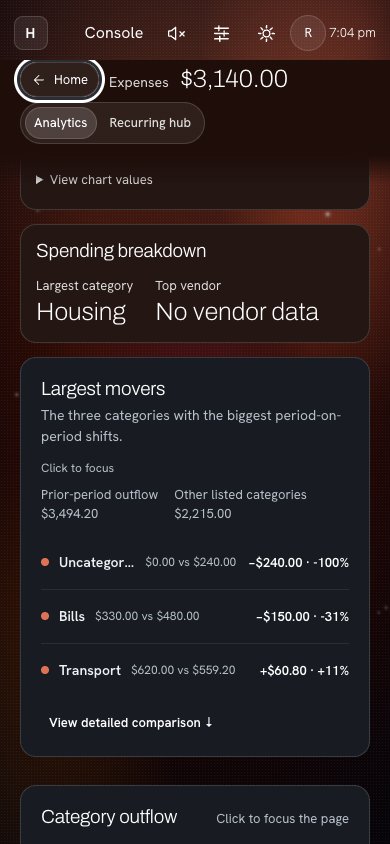 H Console R 7:04 pm
← Home Expenses $3,140.00
Analytics Recurring hub
▶ View chart values
Spending breakdown
Largest category Top vendor
Housing No vendor data
Largest movers
The three categories with the biggest period-on-
period shifts.
Click to focus
Prior-period outflow Other listed categories
$3,494.20 $2,215.00
Uncategor... $0.00 vs $240.00 −$240.00 · -100%
Bills $330.00 vs $480.00 −$150.00 · -31%
Transport $620.00 vs $559.20 +$60.80 · +11%
View detailed comparison ↓
Category outflow Click to focus the page